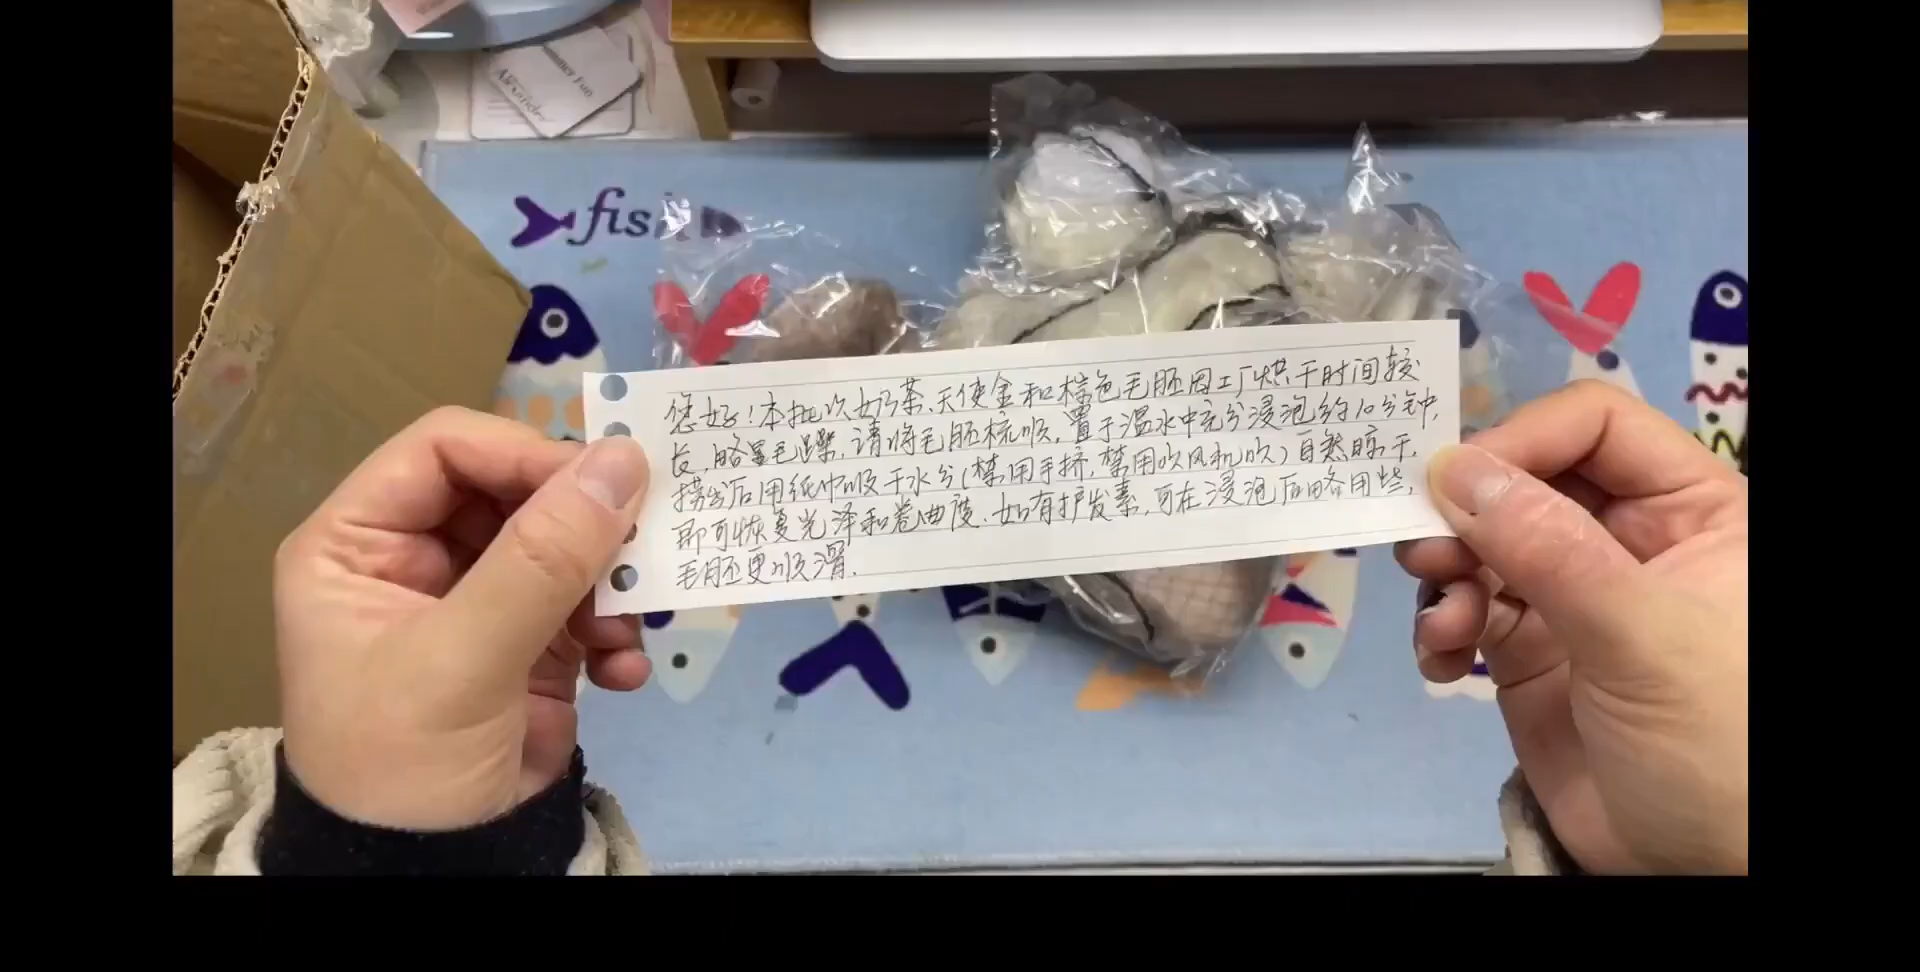 Summer Fun
Alexander
fish
您好！本批次奶茶、天使金和棕色毛胚因工厂烘干时间较
长，略显毛躁，请将毛胚梳顺，置于温水中充分浸泡约10分钟，
捞出后用纸巾吸干水分（禁用手挤，禁用吹风机吹）自然晾干，
即可恢复光泽和卷曲度、如有护发素，可在浸泡后略用些，
毛胚更顺滑.